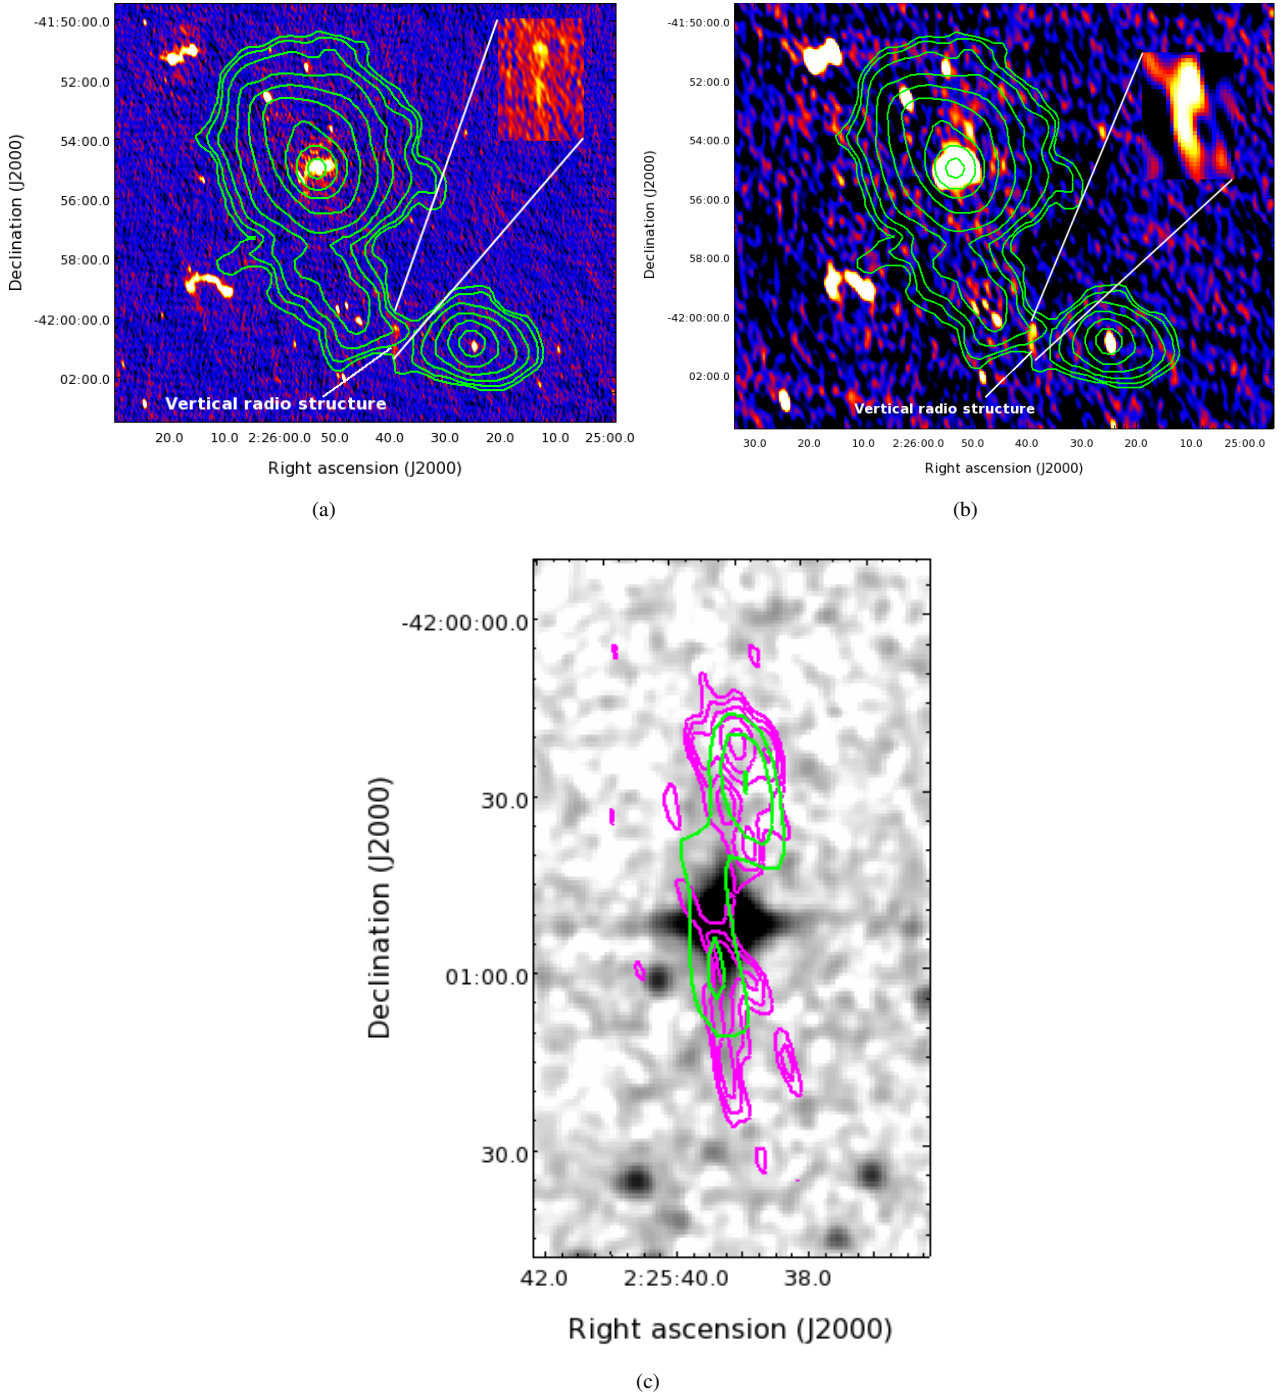 -41:50:00.0
52:00.0
54:00.0
56:00.0
58:00.0
-42:00:00.0
02:00.0
Declination (J2000)
Vertical radio structure
20.0 10.0 2:26:00.0 50.0 40.0 30.0 20.0 10.0 25:00.0
Right ascension (J2000)
(a)
-41:50:00.0
52:00.0
54:00.0
56:00.0
58:00.0
-42:00:00.0
02:00.0
Declination (J2000)
Vertical radio structure
30.0 20.0 10.0 2:26:00.0 50.0 40.0 30.0 20.0 10.0 25:00.0
Right ascension (J2000)
(b)
-42:00:00.0
30.0
01:00.0
30.0
Declination (J2000)
42.0 2:25:40.0 38.0
Right ascension (J2000)
(c)